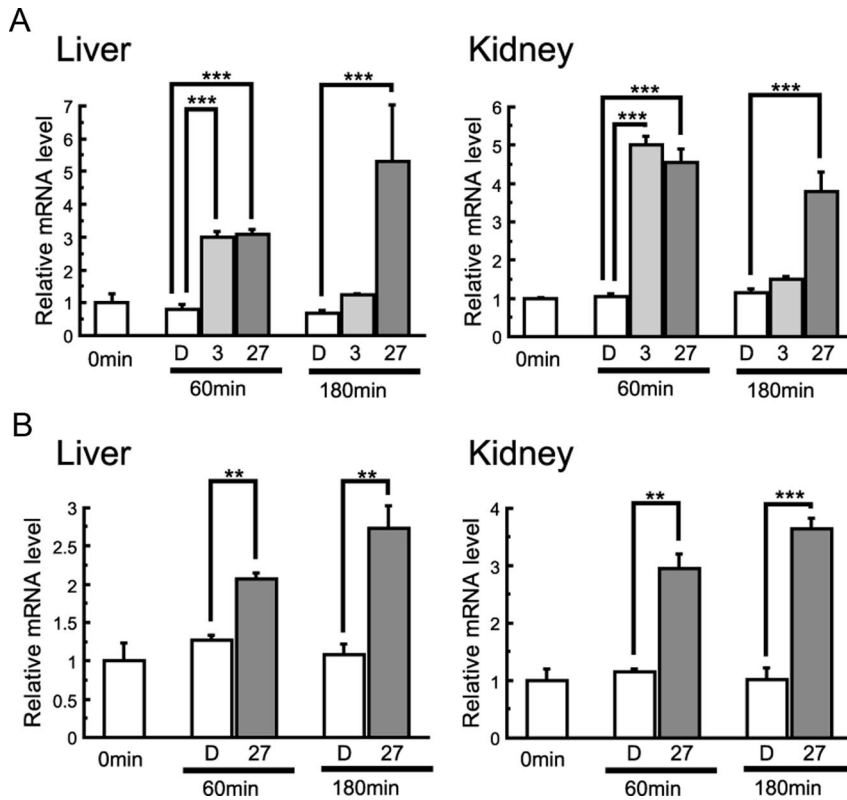 A
Liver
Relative mRNA level
7
6
5
4
3
2
1
0
***
***
***
0min
D 3 27
60min
D 3 27
180min
Kidney
Relative mRNA level
6
5
4
3
2
1
0
***
***
***
0min
D 3 27
60min
D 3 27
180min
B
Liver
Relative mRNA level
3
2.5
2
1.5
1
0.5
0
**
**
0min
D 27
60min
D 27
180min
Kidney
Relative mRNA level
4
3
2
1
0
**
***
0min
D 27
60min
D 27
180min